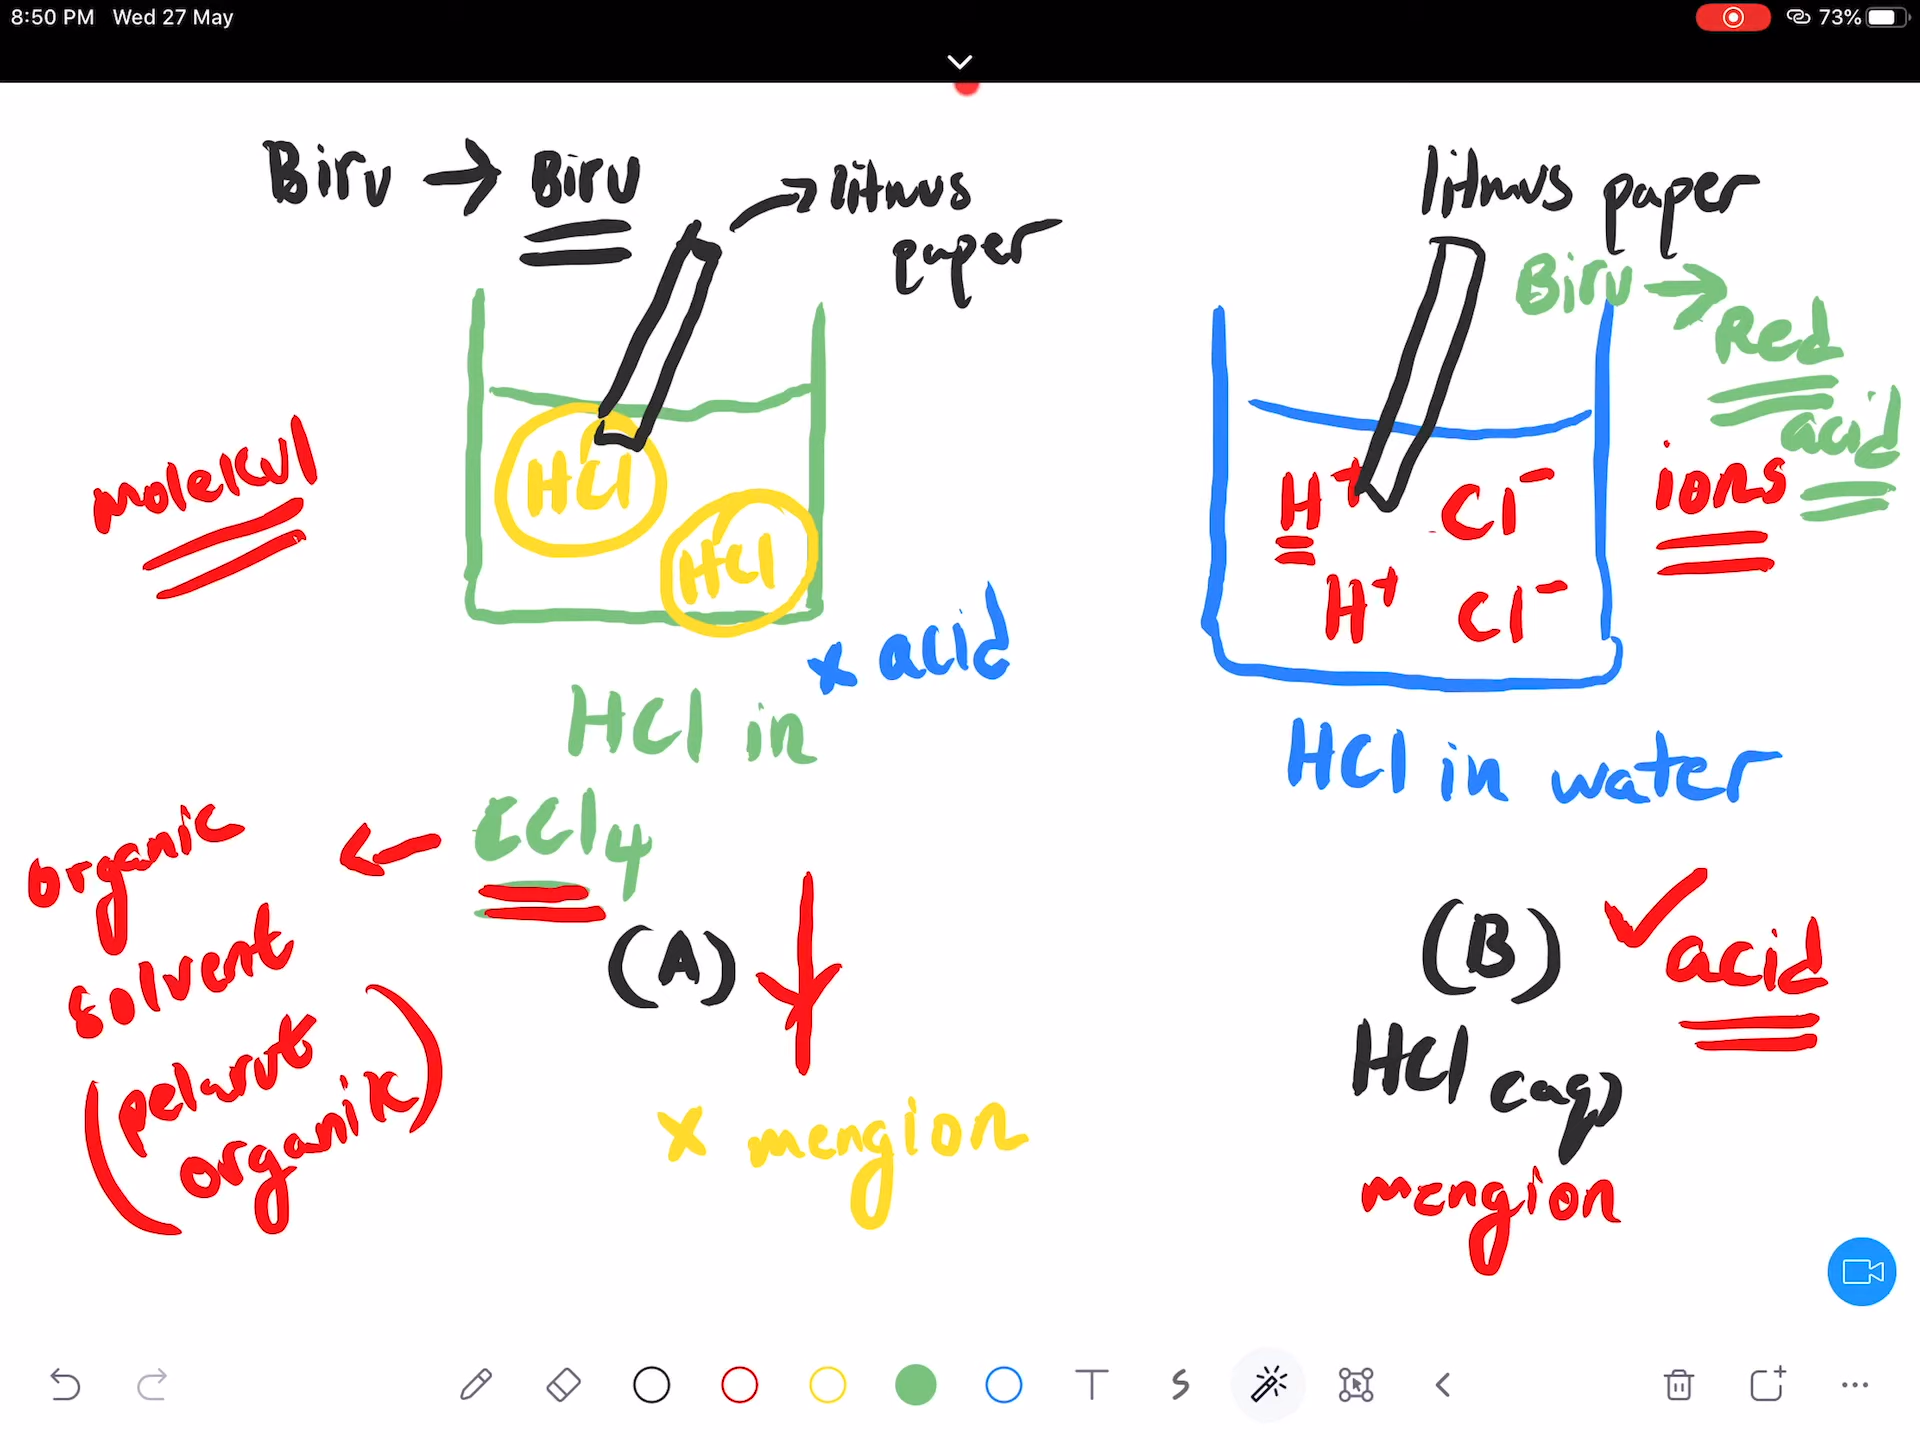 8:50 PM Wed 27 May
73%
Biru → Biru
litmus
paper
HCl
HCl
molekul
x acid
HCl in
CCl4
organic
solvent
(pelarut
organik)
(A)
x mengion
litmus paper
Biru →
Red
acid
H+ Cl-
H+ Cl-
ions
HCl in water
(B)
✓ acid
HCl (aq)
mengion
T